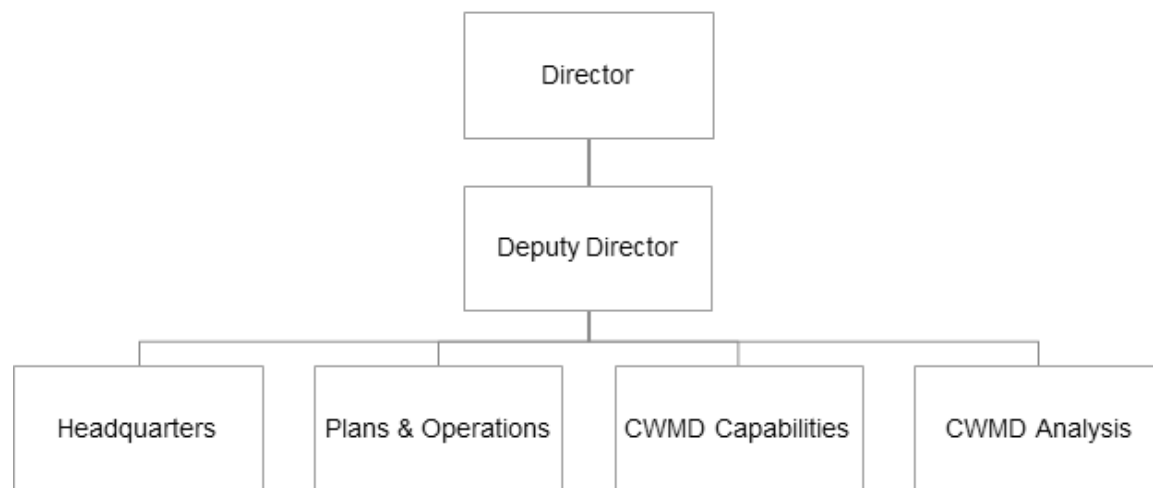 Director
Deputy Director
Headquarters
Plans & Operations
CWMD Capabilities
CWMD Analysis